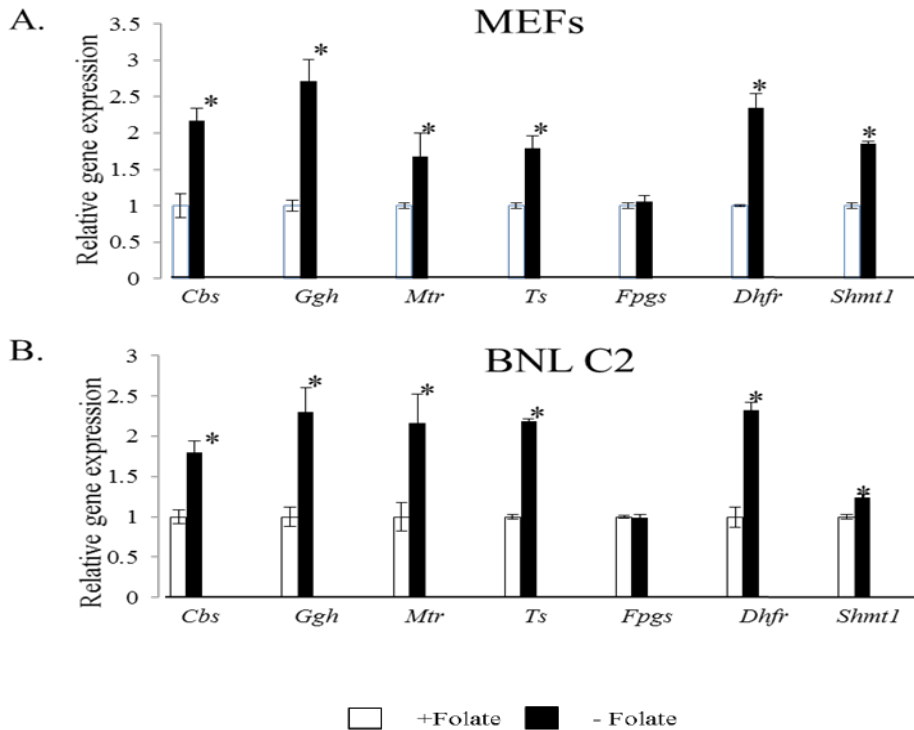 A.
MEFs
Relative gene expression
3.5
3
2.5
2
1.5
1
0.5
0
* * * * * *
Cbs Ggh Mtr Ts Fpgs Dhfr Shmt1
B.
BNL C2
Relative gene expression
3
2.5
2
1.5
1
0.5
0
* * * * * *
Cbs Ggh Mtr Ts Fpgs Dhfr Shmt1
+Folate - Folate